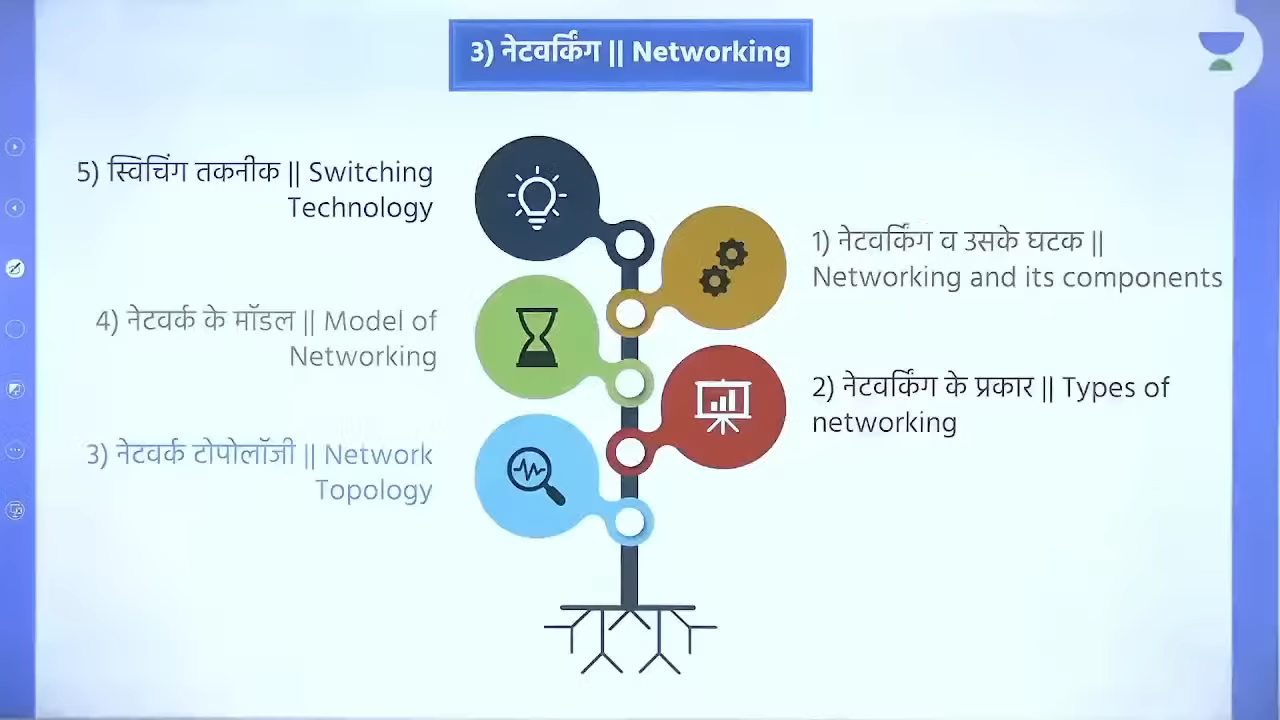 3) नेटवर्किंग || Networking
5) स्विचिंग तकनीक || Switching
Technology
1) नेटवर्किंग व उसके घटक ||
Networking and its components
4) नेटवर्क के मॉडल || Model of
Networking
2) नेटवर्किंग के प्रकार || Types of
networking
3) नेटवर्क टोपोलॉजी || Network
Topology